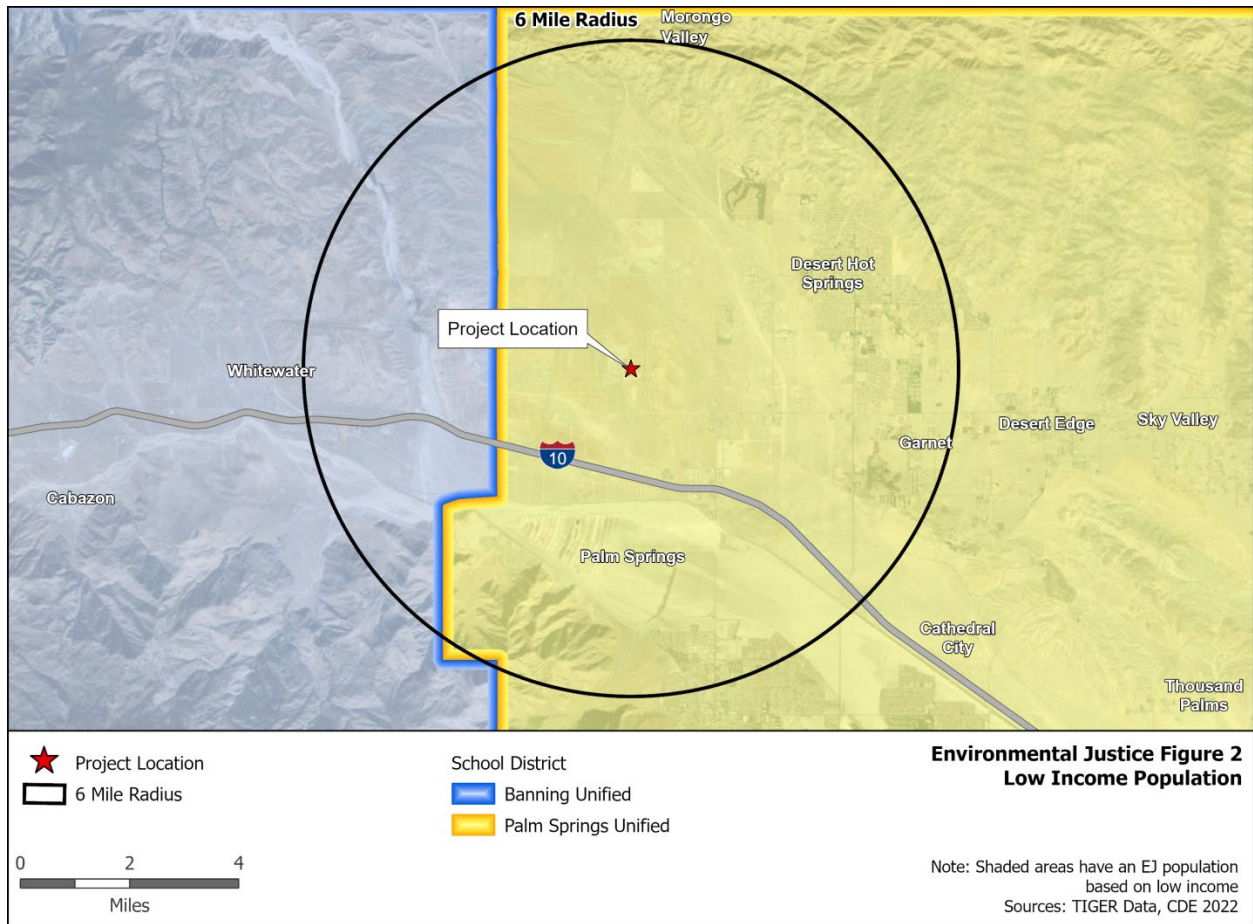 6 Mile Radius
Morongo
Valley
Desert Hot
Springs
Project Location
Whitewater
Desert Edge
Sky Valley
Garnet
10
Cabazon
Palm Springs
Cathedral
City
Thousand
Palms
Project Location
6 Mile Radius
0 2 4
Miles
School District
Banning Unified
Palm Springs Unified
Environmental Justice Figure 2
Low Income Population
Note: Shaded areas have an EJ population
based on low income
Sources: TIGER Data, CDE 2022